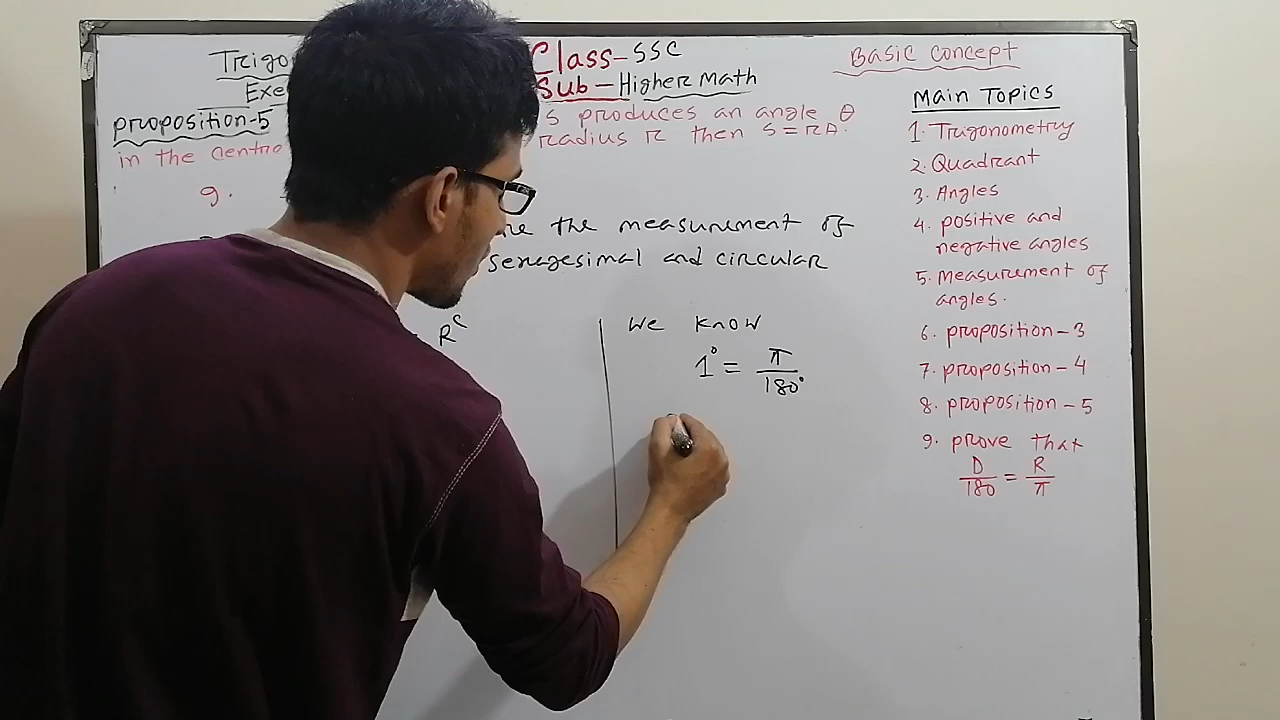 Trigo
Exe
Class-SSC
Sub-Higher Math
Basic Concept
proposition-5
s produces an angle θ
in the centre
radius r then s=rθ.
9.
the measurement of
sexagesimal and circular
R^c
We know
1° = π/180°
Main Topics
1. Trigonometry
2. Quadrant
3. Angles
4. positive and
negative angles
5. Measurement of
angles.
6. proposition-3
7. proposition-4
8. proposition-5
9. prove that
D/180 = R/π